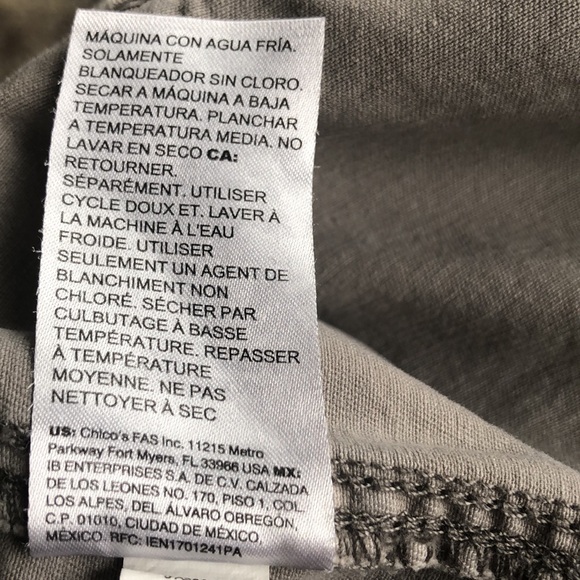 MÁQUINA CON AGUA FRÍA.
SOLAMENTE
BLANQUEADOR SIN CLORO.
SECAR A MÁQUINA A BAJA
TEMPERATURA. PLANCHAR
A TEMPERATURA MEDIA. NO
LAVAR EN SECO CA:
RETOURNER.
SÉPARÉMENT. UTILISER
CYCLE DOUX ET. LAVER À
LA MACHINE À L'EAU
FROIDE. UTILISER
SEULEMENT UN AGENT DE
BLANCHIMENT NON
CHLORÉ. SÉCHER PAR
CULBUTAGE À BASSE
TEMPÉRATURE. REPASSER
À TEMPÉRATURE
MOYENNE. NE PAS
NETTOYER À SEC
US: Chico's FAS Inc. 11215 Metro
Parkway Fort Myers, FL 33966 USA MX:
IB ENTERPRISES S.A. DE C.V. CALZADA
DE LOS LEONES NO. 170, PISO 1, COL.
LOS ALPES, DEL. ÁLVARO OBREGÓN,
C.P. 01010, CIUDAD DE MÉXICO,
MÉXICO. RFC: IEN1701241PA